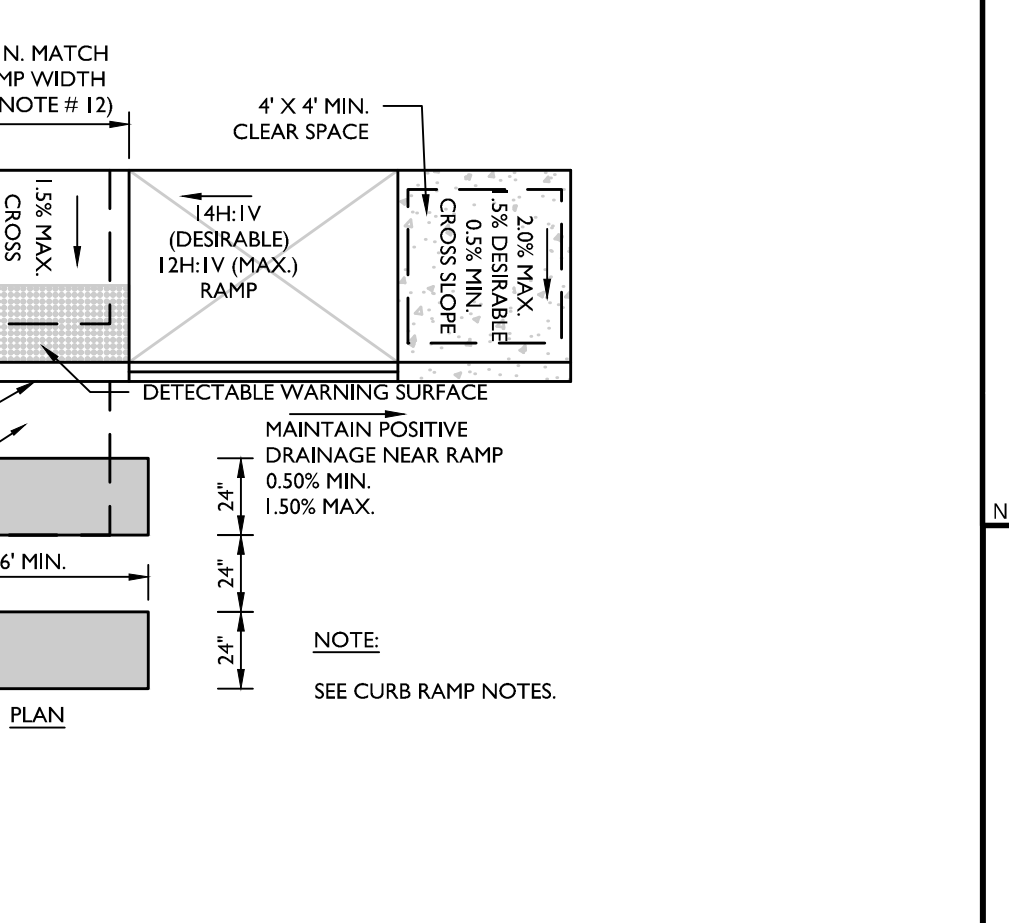 N. MATCH
MP WIDTH
NOTE # 12)
4' X 4' MIN.
CLEAR SPACE
1.5% MAX.
CROSS
14H:1V
(DESIRABLE)
12H:1V (MAX.)
RAMP
2.0% MAX.
1.5% DESIRABLE
0.5% MIN.
CROSS SLOPE
DETECTABLE WARNING SURFACE
MAINTAIN POSITIVE
DRAINAGE NEAR RAMP
0.50% MIN.
1.50% MAX.
24"
6' MIN.
24"
24"
NOTE:
SEE CURB RAMP NOTES.
PLAN
N